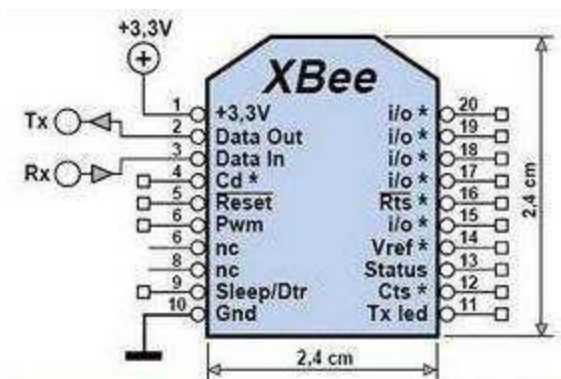 +3,3V
XBee
1 +3,3V i/o * 20
Tx 2 Data Out i/o * 19
Rx 3 Data In i/o * 18
4 Cd * i/o * 17
5 Reset Rts * 16
6 Pwm i/o * 15
6 nc Vref * 14
8 nc Status 13
9 Sleep/Dtr Cts * 12
10 Gnd Tx led 11
2,4 cm
2,4 cm